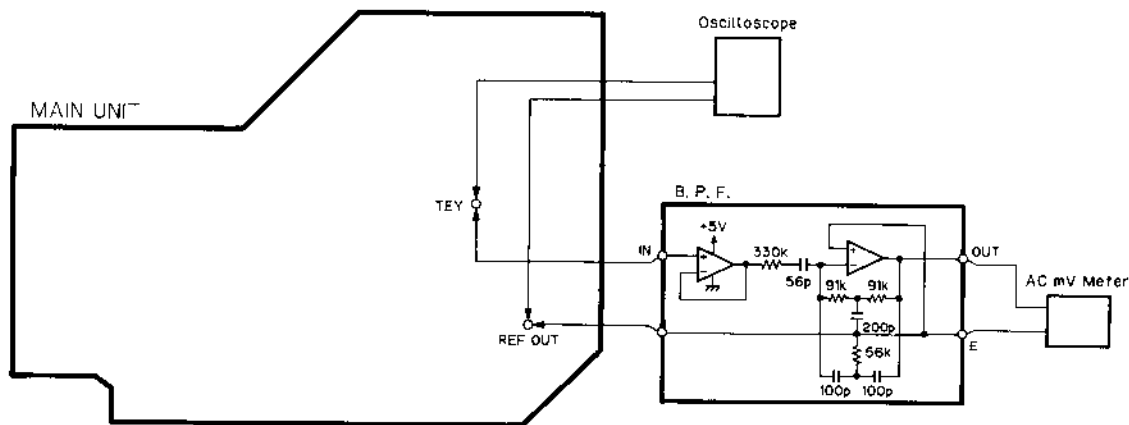 Oscilloscope
MAIN UNIT
TEY
REF OUT
B. P. F.
IN
+5V
+
−
330k
56p
+
−
OUT
91k
91k
200p
56k
100p
100p
E
AC mV Meter